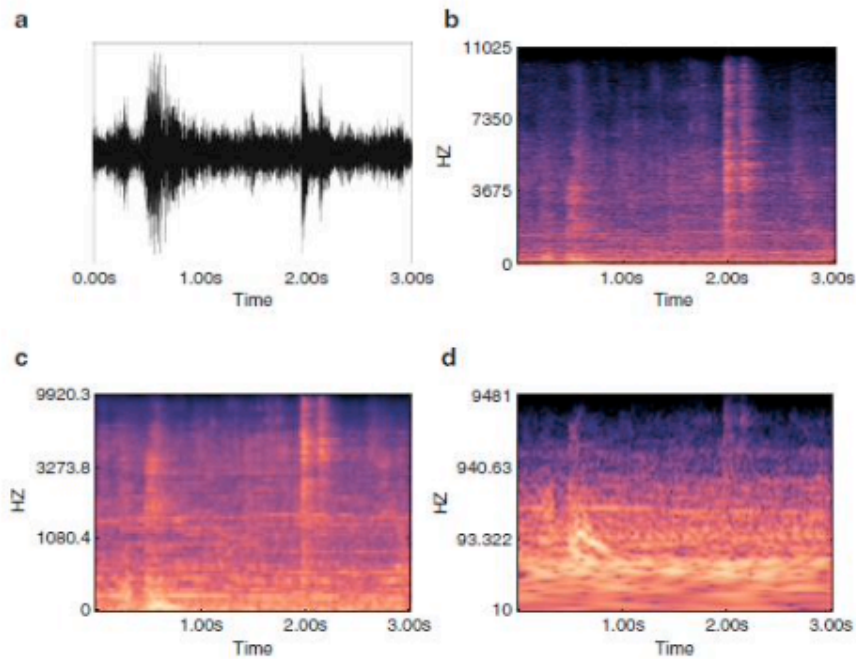 a
0.00s 1.00s 2.00s 3.00s
Time
b
11025
7350
3675
0
HZ
1.00s 2.00s 3.00s
Time
c
9920.3
3273.8
1080.4
0
HZ
1.00s 2.00s 3.00s
Time
d
9481
940.63
93.322
10
HZ
1.00s 2.00s 3.00s
Time